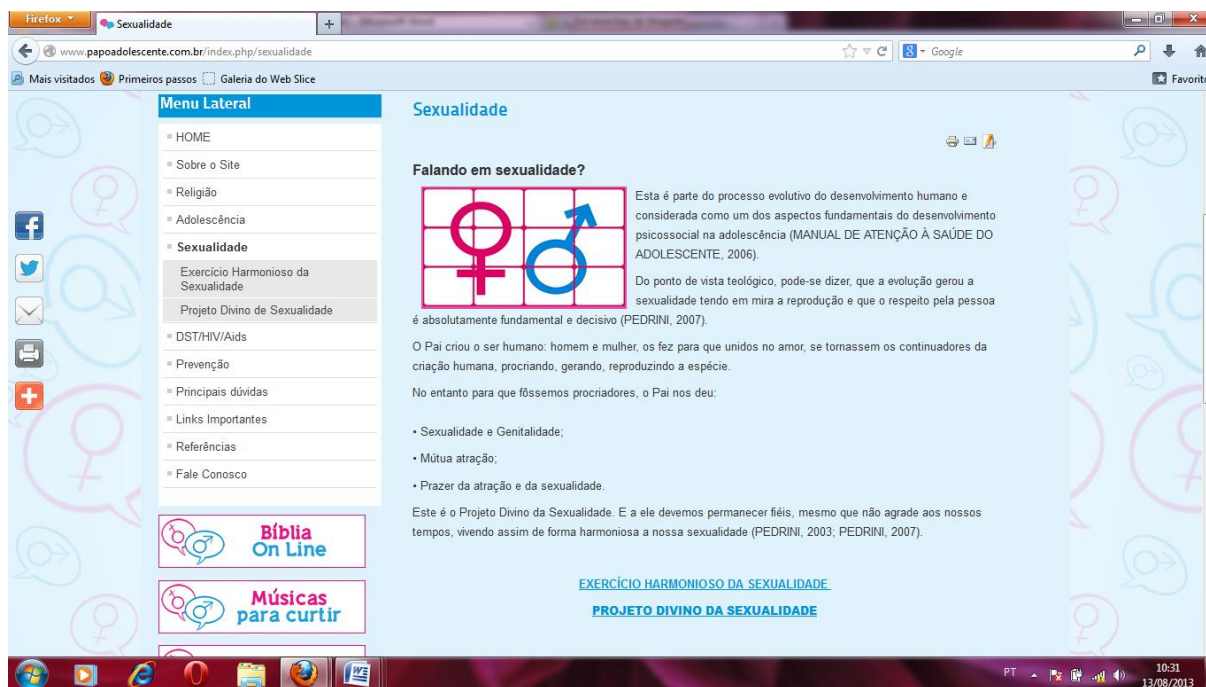 Firefox
Sexualidade
www.papoadolescente.com.br/index.php/sexualidade
Google
Mais visitados
Primeiros passos
Galeria do Web Slice
Favorito
Menu Lateral
HOME
Sobre o Site
Religião
Adolescência
Sexualidade
Exercício Harmonioso da
Sexualidade
Projeto Divino de Sexualidade
DST/HIV/Aids
Prevenção
Principais dúvidas
Links Importantes
Referências
Fale Conosco
Bíblia
On Line
Músicas
para curtir
Sexualidade
Falando em sexualidade?
Esta é parte do processo evolutivo do desenvolvimento humano e
considerada como um dos aspectos fundamentais do desenvolvimento
psicossocial na adolescência (MANUAL DE ATENÇÃO À SAÚDE DO
ADOLESCENTE, 2006).
Do ponto de vista teológico, pode-se dizer, que a evolução gerou a
sexualidade tendo em mira a reprodução e que o respeito pela pessoa
é absolutamente fundamental e decisivo (PEDRINI, 2007).
O Pai criou o ser humano: homem e mulher, os fez para que unidos no amor, se tornassem os continuadores da
criação humana, procriando, gerando, reproduzindo a espécie.
No entanto para que fôssemos procriadores, o Pai nos deu:
• Sexualidade e Genitalidade;
• Mútua atração;
• Prazer da atração e da sexualidade.
Este é o Projeto Divino da Sexualidade. E a ele devemos permanecer fiéis, mesmo que não agrade aos nossos
tempos, vivendo assim de forma harmoniosa a nossa sexualidade (PEDRINI, 2003; PEDRINI, 2007).
EXERCÍCIO HARMONIOSO DA SEXUALIDADE
PROJETO DIVINO DA SEXUALIDADE
PT
10:31
13/08/2013